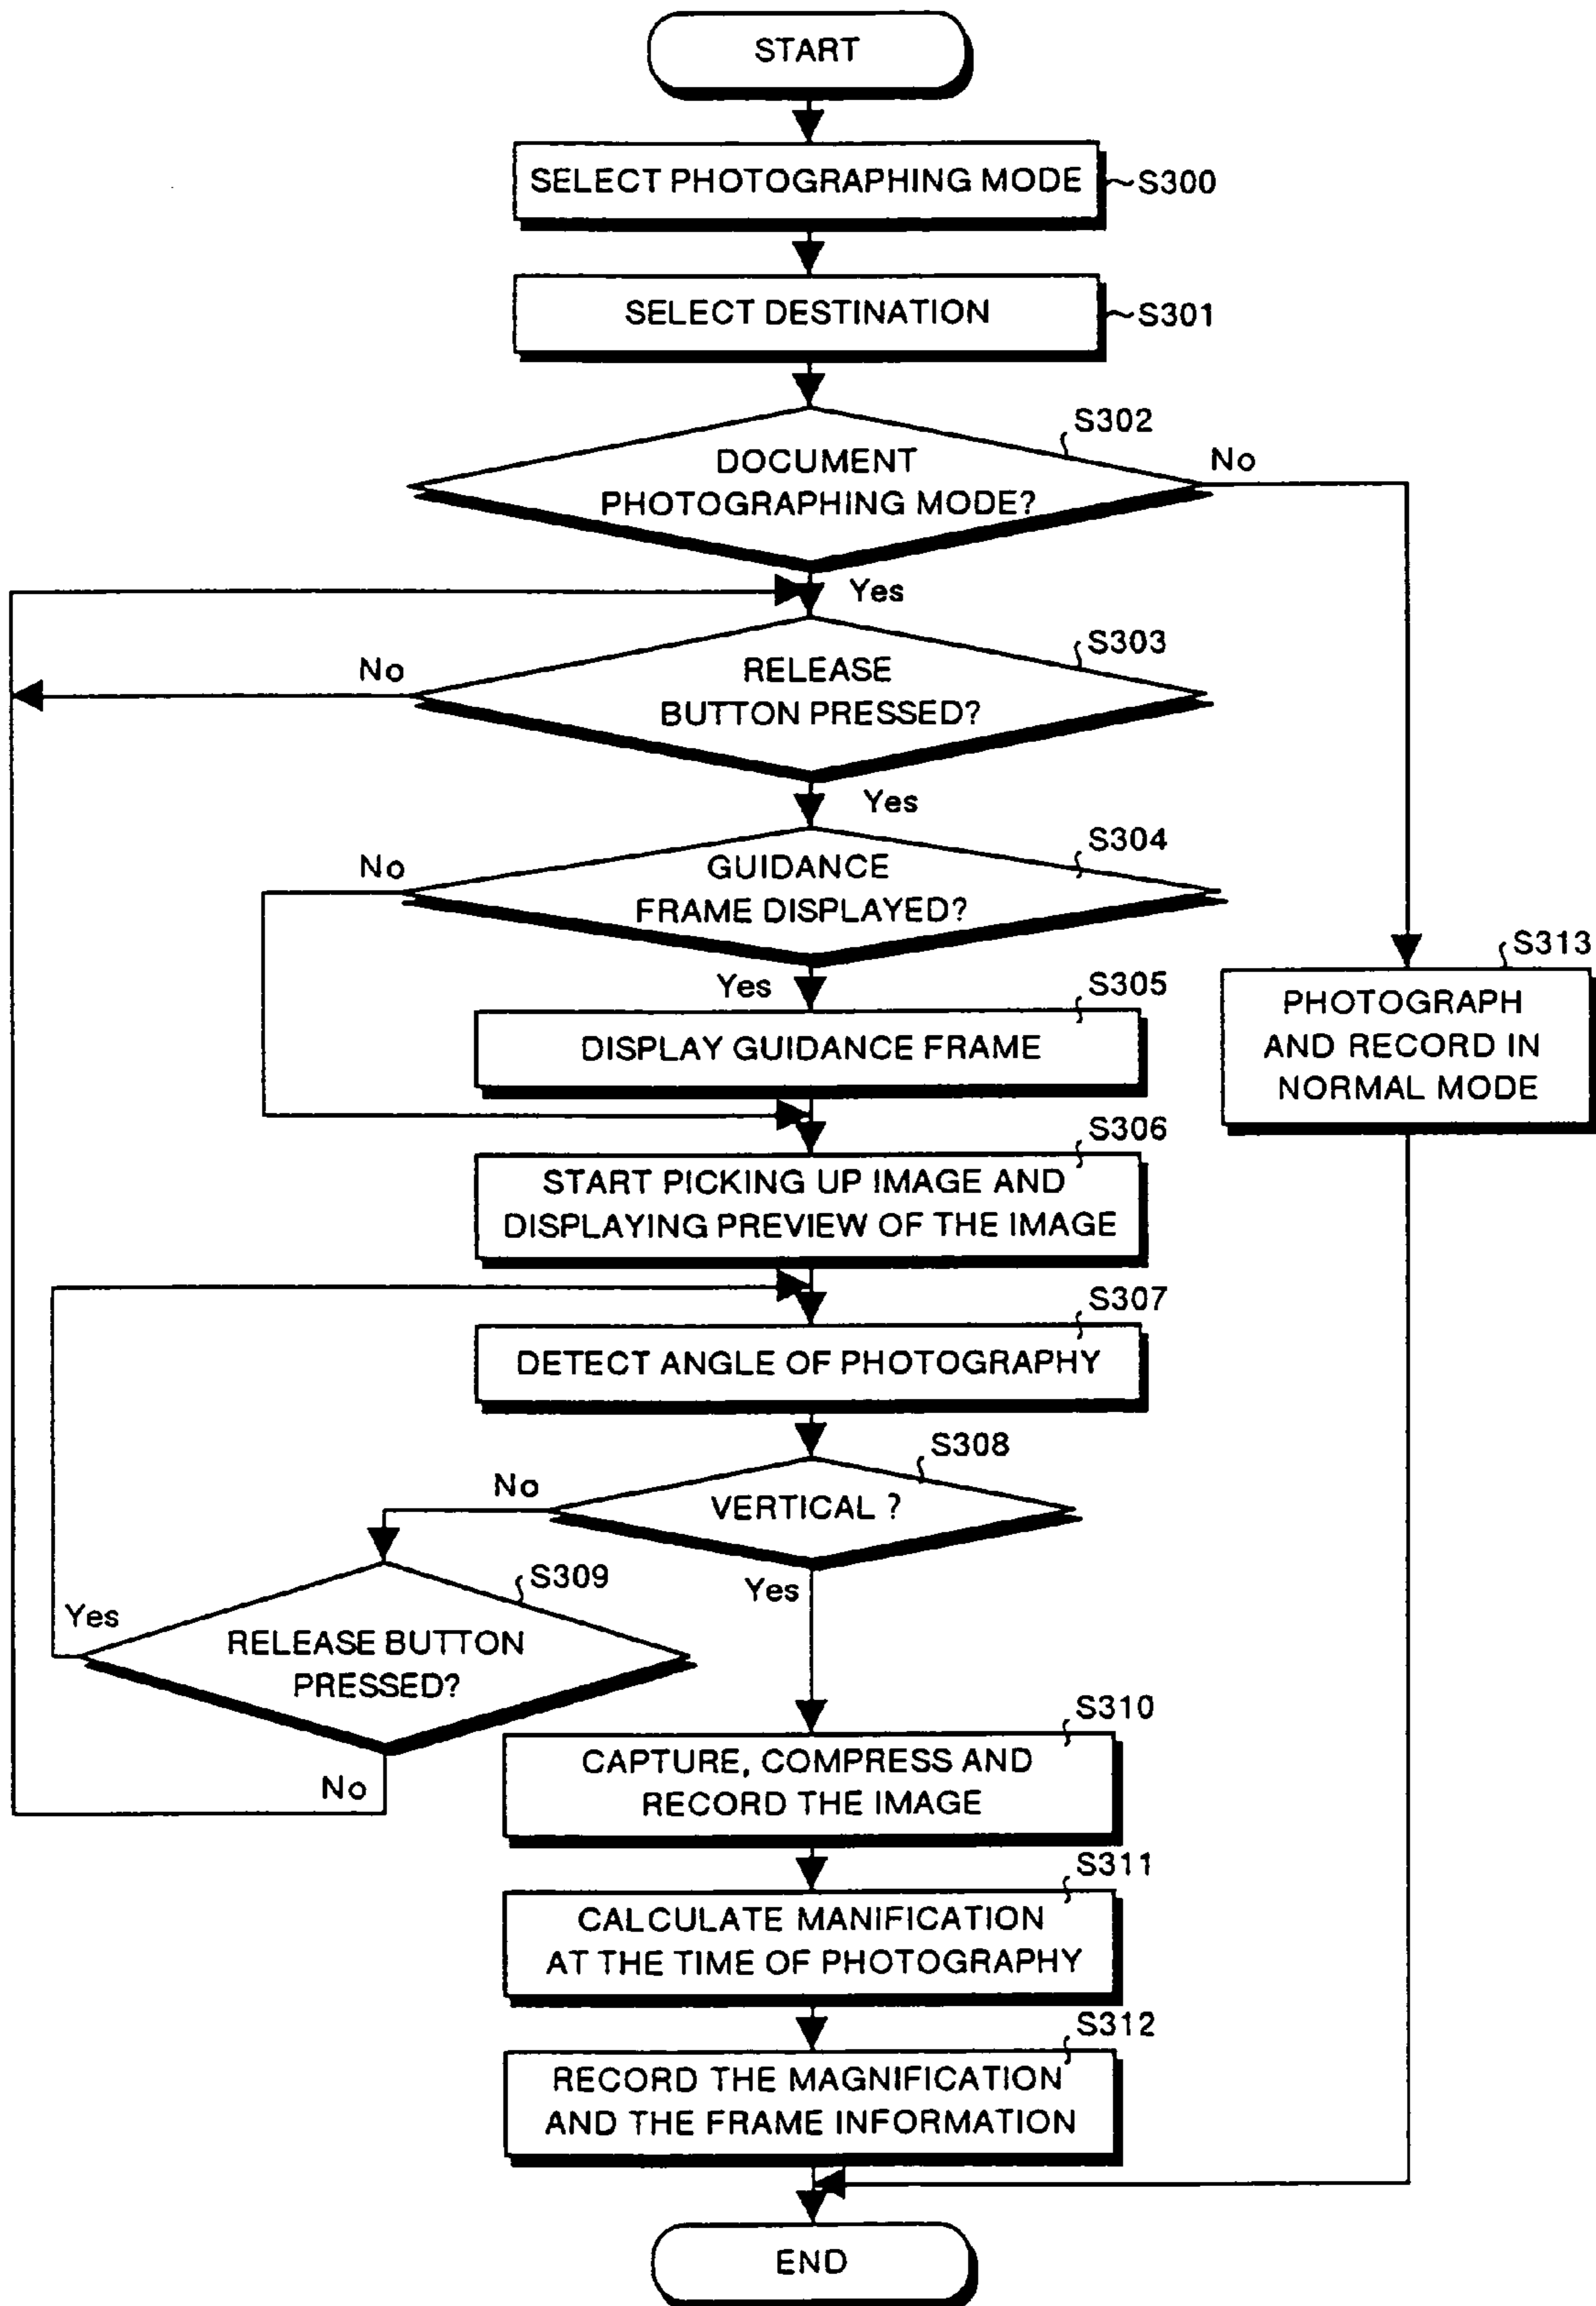 START
SELECT PHOTOGRAPHING MODE
S300
SELECT DESTINATION
S301
S302
DOCUMENT
PHOTOGRAPHING MODE?
No
Yes
S303
RELEASE
BUTTON PRESSED?
No
Yes
S304
GUIDANCE
FRAME DISPLAYED?
No
Yes
S305
DISPLAY GUIDANCE FRAME
S313
PHOTOGRAPH
AND RECORD IN
NORMAL MODE
S306
START PICKING UP IMAGE AND
DISPLAYING PREVIEW OF THE IMAGE
S307
DETECT ANGLE OF PHOTOGRAPHY
S308
VERTICAL ?
No
Yes
S309
RELEASE BUTTON
PRESSED?
Yes
No
S310
CAPTURE, COMPRESS AND
RECORD THE IMAGE
S311
CALCULATE MANIFICATION
AT THE TIME OF PHOTOGRAPHY
S312
RECORD THE MAGNIFICATION
AND THE FRAME INFORMATION
END